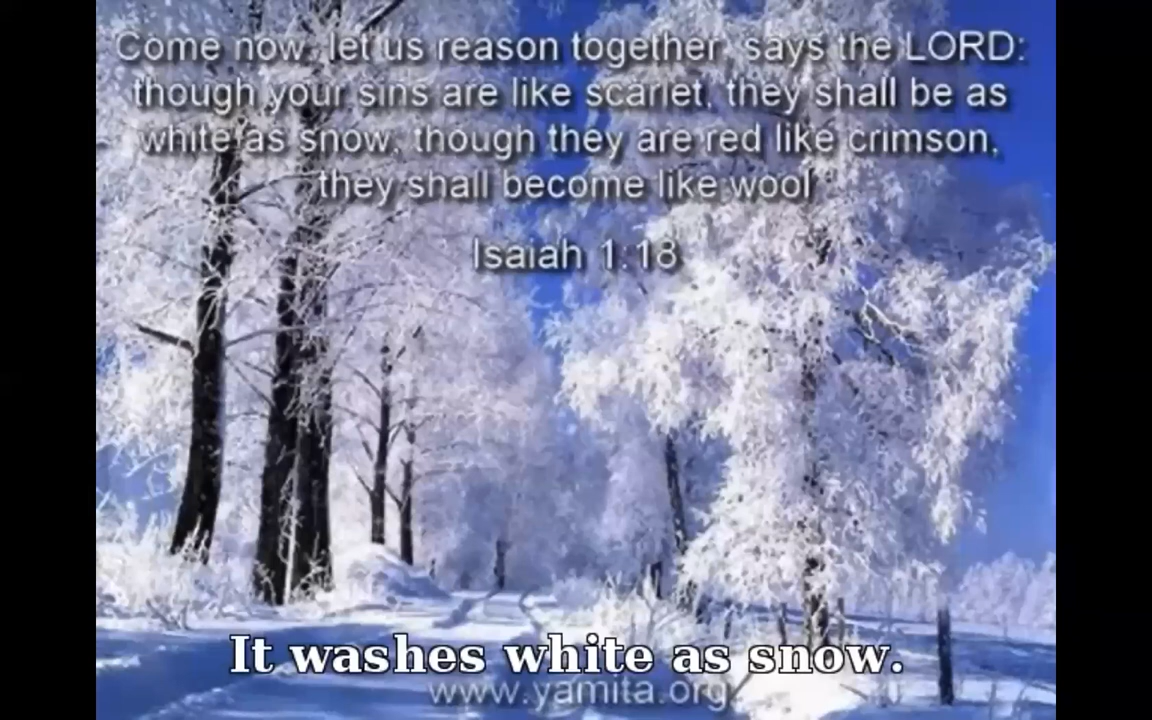 Come now, let us reason together, says the LORD:
though your sins are like scarlet, they shall be as
white as snow; though they are red like crimson,
they shall become like wool
Isaiah 1:18
It washes white as snow.
www.yamita.org